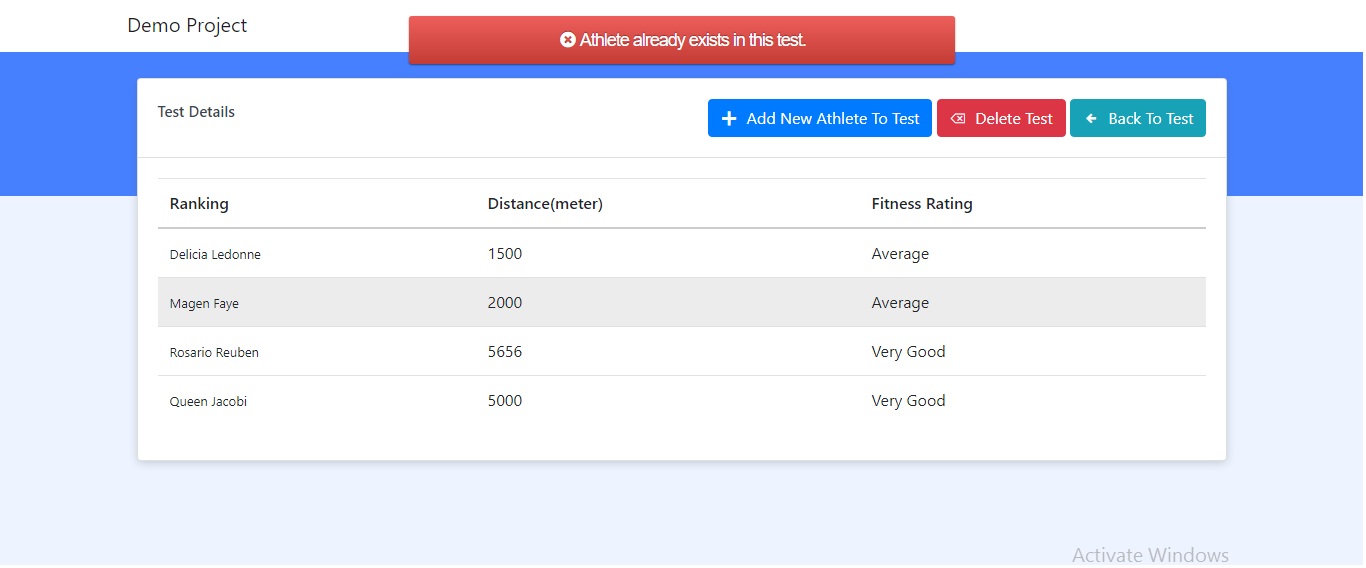 Demo Project
Athlete already exists in this test.
Test Details
Add New Athlete To Test
Delete Test
Back To Test
Ranking Distance(meter) Fitness Rating
Delicia Ledonne 1500 Average
Magen Faye 2000 Average
Rosario Reuben 5656 Very Good
Queen Jacobi 5000 Very Good
Activate Windows